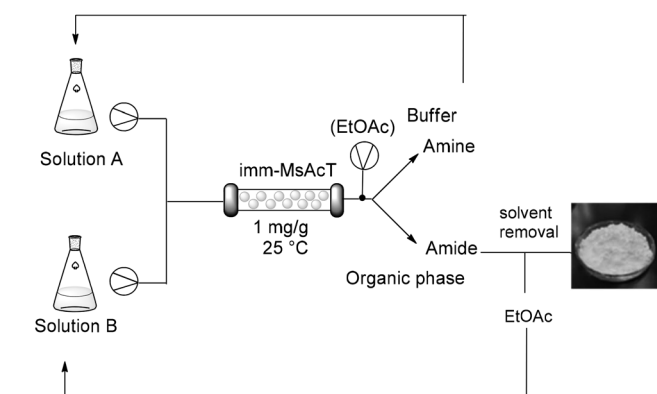 (EtOAc)
Buffer
Amine
Solution A
imm-MsAcT
1 mg/g
25 °C
solvent
removal
Amide
Organic phase
EtOAc
Solution B